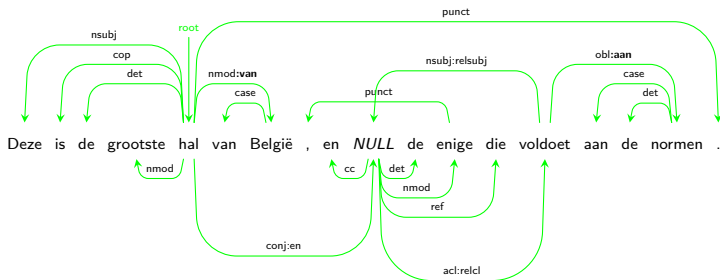 punct
root
nsubj
cop
nsubj:relsubj
obl:aan
det
nmod:van
case
case
punct
det
Deze is de grootste hal van België , en NULL de enige die voldoet aan de normen .
nmod
cc
det
nmod
ref
conj:en
acl:relcl